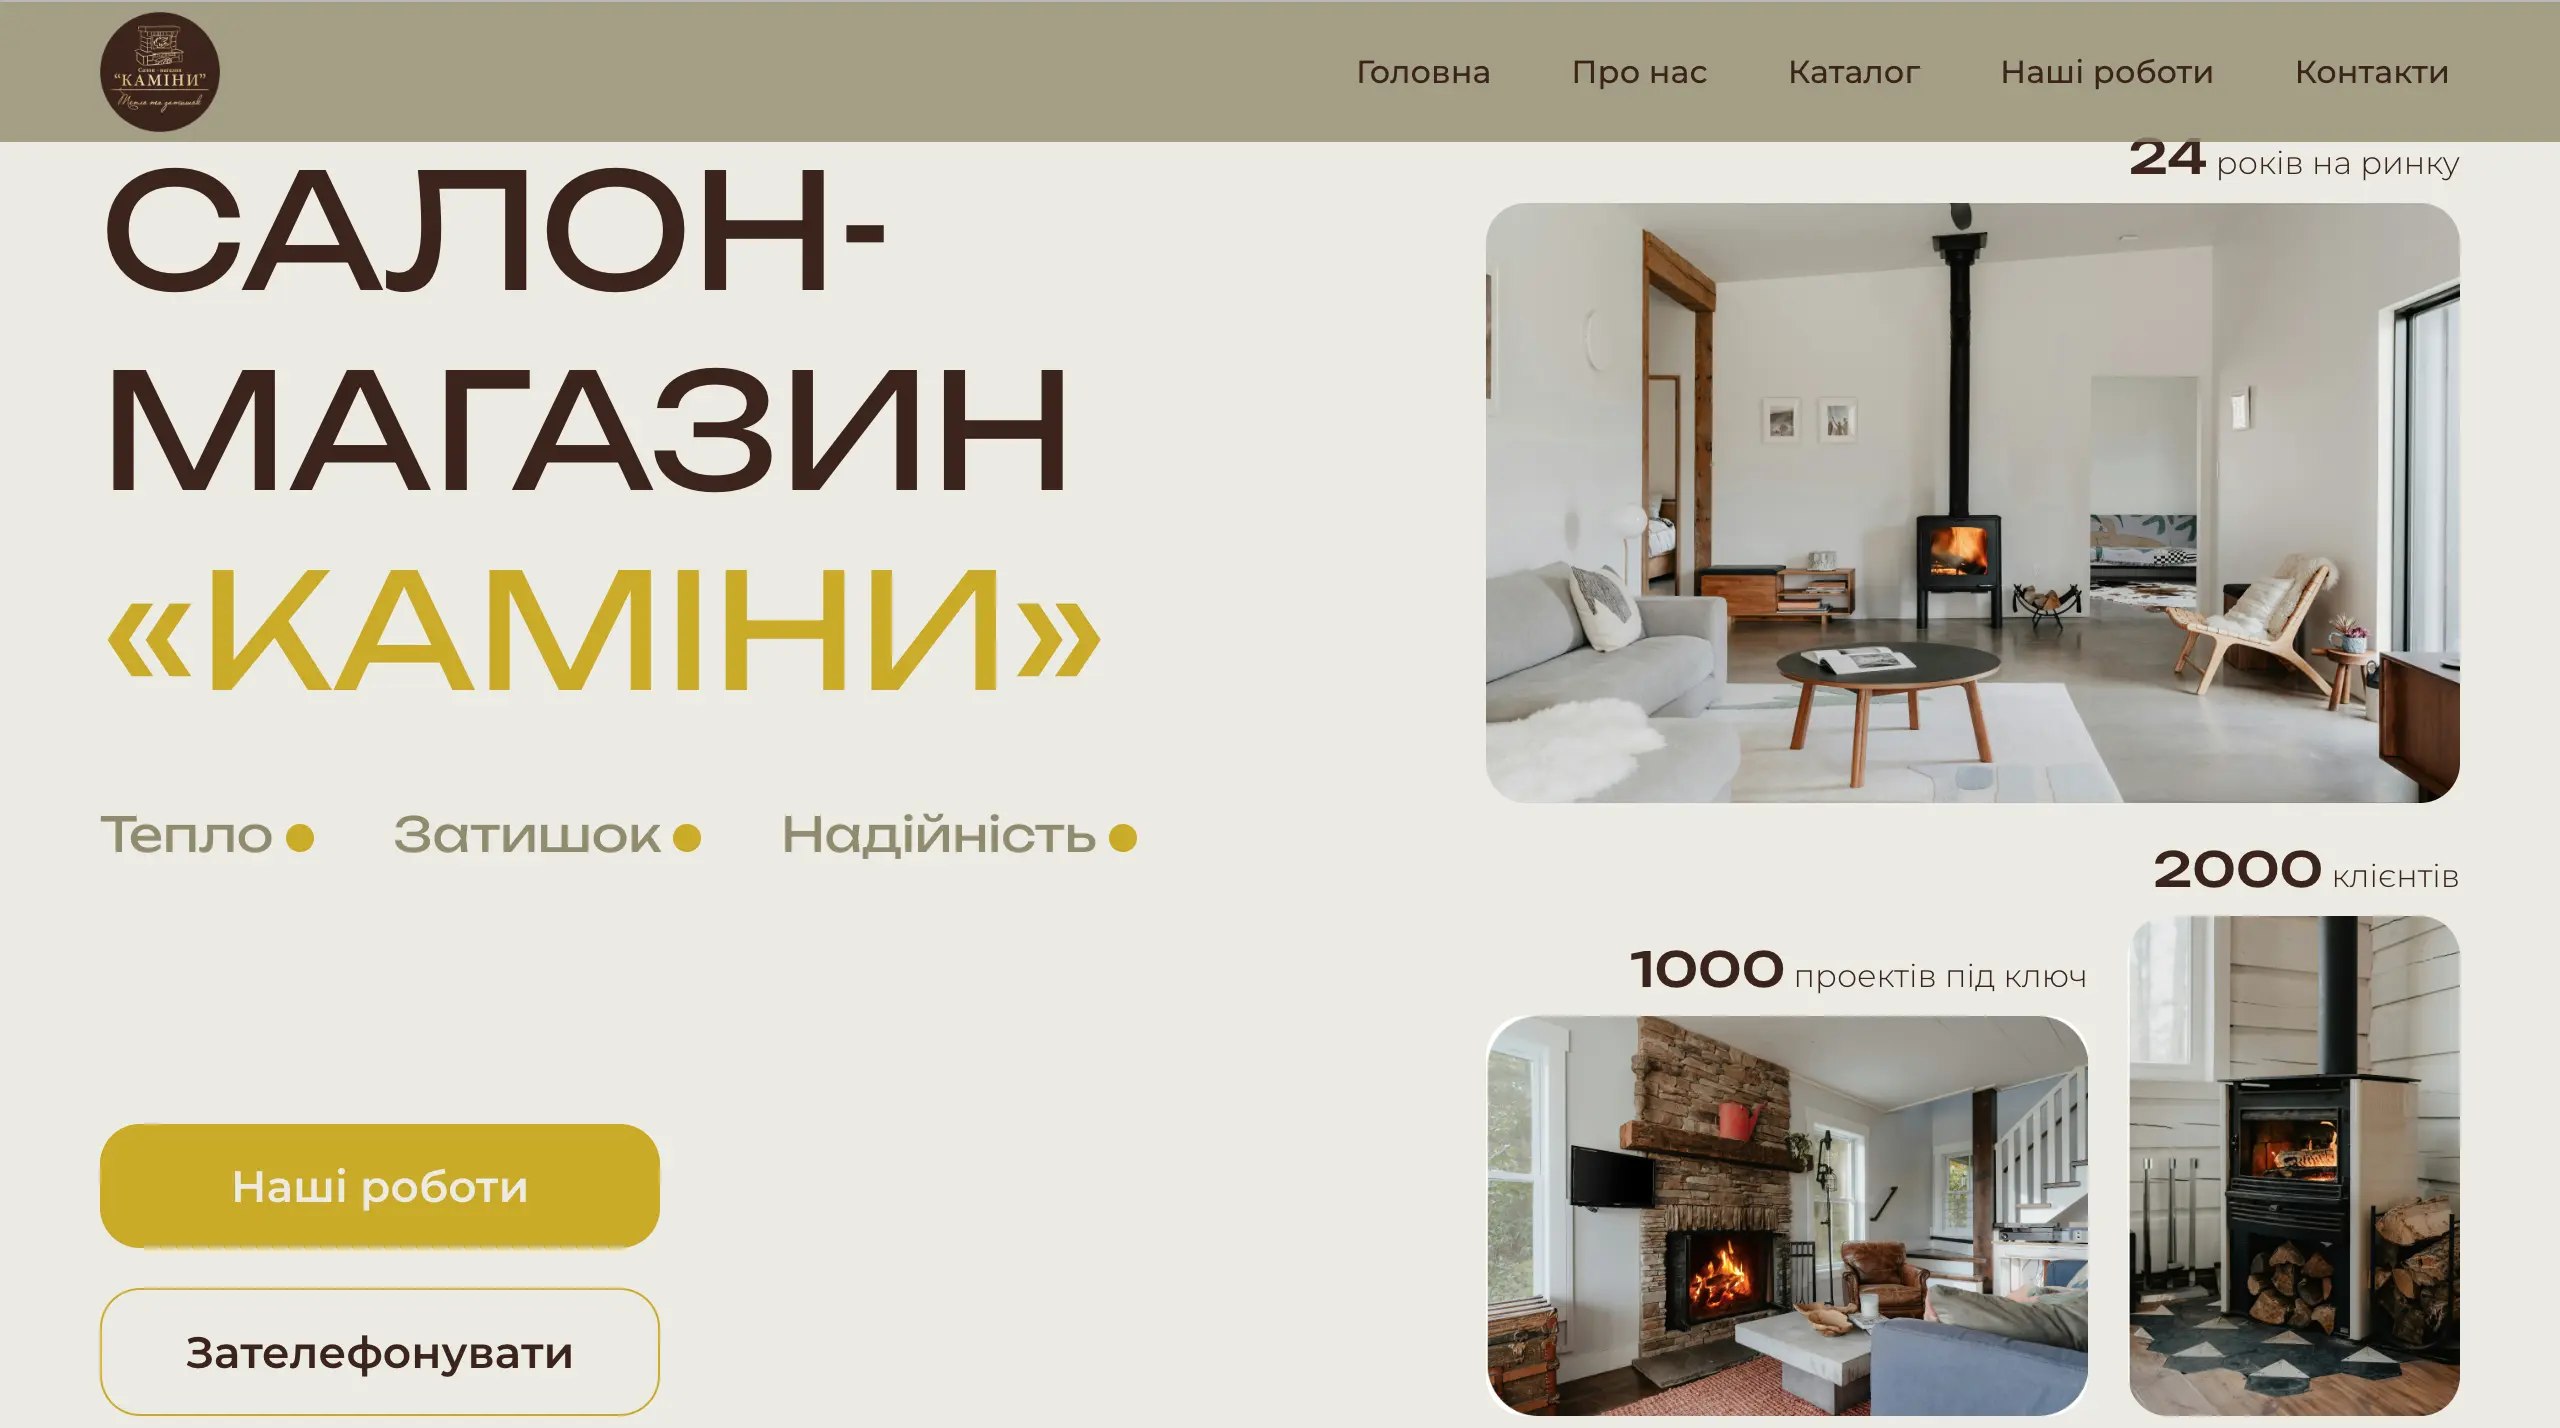 Салон - магазин
“КАМІНИ”
Тепло та затишок
Головна
Про нас
Каталог
Наші роботи
Контакти
САЛОН-
МАГАЗИН
«КАМІНИ»
Тепло
Затишок
Надійність
Наші роботи
Зателефонувати
24 років на ринку
2000 клієнтів
1000 проектів під ключ